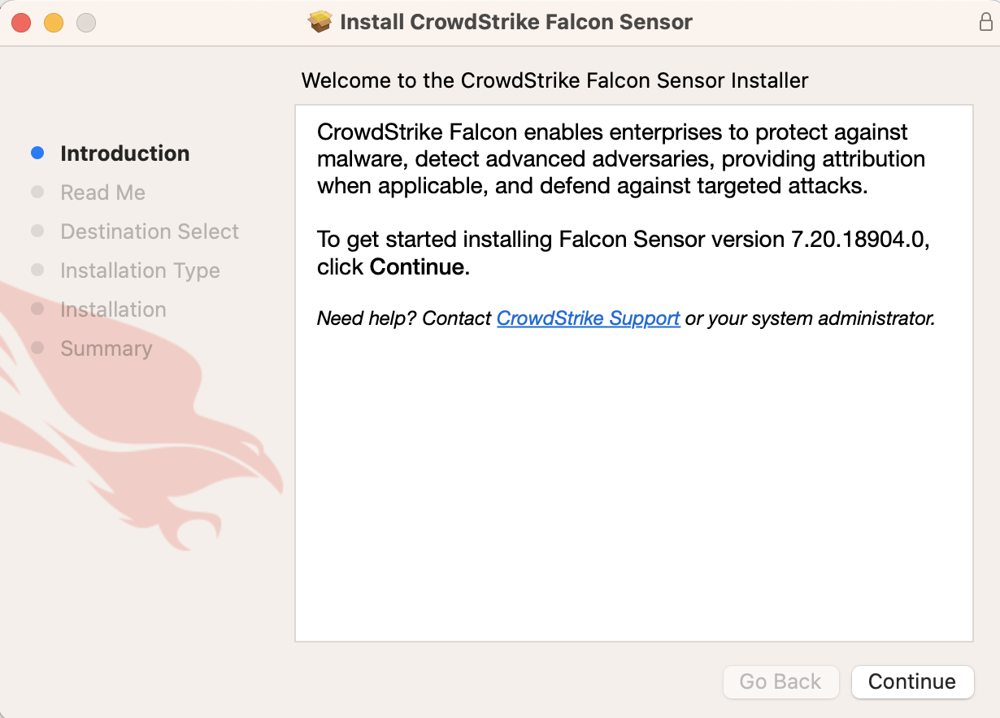 Install CrowdStrike Falcon Sensor
Welcome to the CrowdStrike Falcon Sensor Installer
Introduction
Read Me
Destination Select
Installation Type
Installation
Summary
CrowdStrike Falcon enables enterprises to protect against
malware, detect advanced adversaries, providing attribution
when applicable, and defend against targeted attacks.
To get started installing Falcon Sensor version 7.20.18904.0,
click Continue.
Need help? Contact CrowdStrike Support or your system administrator.
Go Back
Continue